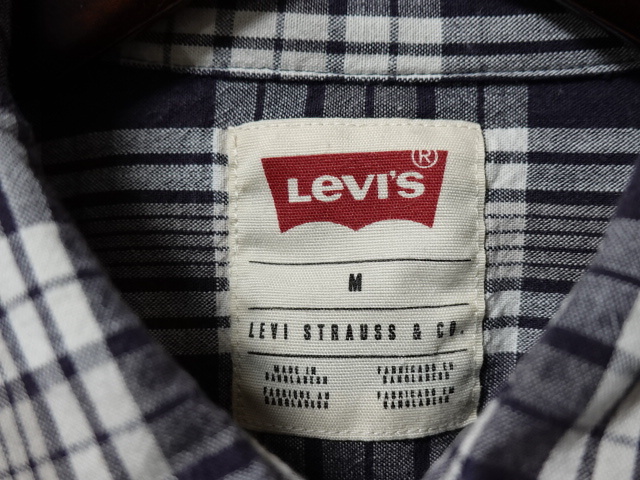 LEVI'S®
M
LEVI STRAUSS & CO.
MADE IN FABRICADO EN
BANGLADESH BANGLADESH
FABRIQUE AU FABRICADO EM
BANGLADESH BANGLADESH